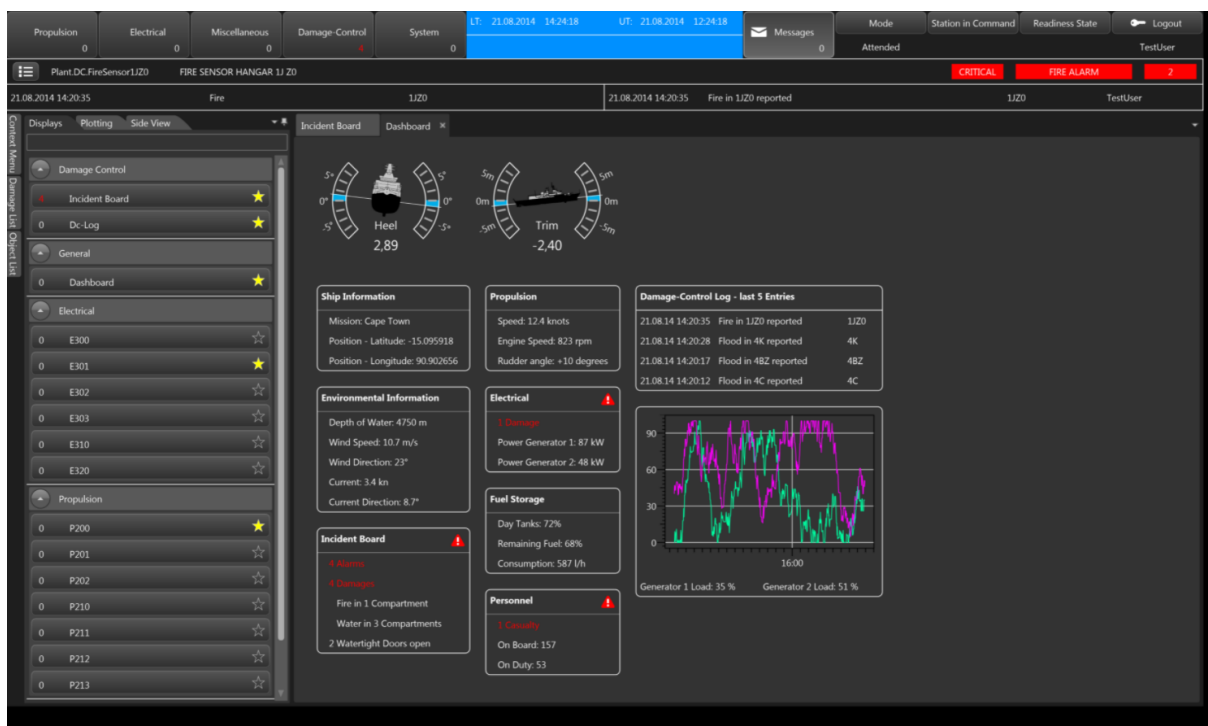 Propulsion 0
Electrical 0
Miscellaneous 0
Damage-Control 4
System 0
LT: 21.08.2014 14:24:18 UT: 21.08.2014 12:24:18
Messages 0
Mode Station in Command Readiness State Logout
Attended TestUser
Plant.DC.FireSensor1JZ0 FIRE SENSOR HANGAR 1J Z0 CRITICAL FIRE ALARM 2
21.08.2014 14:20:35 Fire 1JZ0 21.08.2014 14:20:35 Fire in 1JZ0 reported 1JZ0 TestUser
Context Menu
Damage List
Object List
Displays Plotting Side View
Damage Control
Incident Board
0 Dc-Log
General
0 Dashboard
Electrical
0 E300
0 E301
0 E302
0 E303
0 E310
0 E320
Propulsion
0 P200
0 P201
0 P202
0 P210
0 P211
0 P212
0 P213
Incident Board Dashboard ×
5° 5°
0° 0°
-5° -5°
Heel
2,89
5m 5m
0m 0m
-5m -5m
Trim
-2,40
Ship Information
Mission: Cape Town
Position - Latitude: -15.095918
Position - Longitude: 90.902656
Environmental Information
Depth of Water: 4750 m
Wind Speed: 10.7 m/s
Wind Direction: 23°
Current: 3.4 kn
Current Direction: 8.7°
Incident Board
4 Alarms
4 Damages
Fire in 1 Compartment
Water in 3 Compartments
2 Watertight Doors open
Propulsion
Speed: 12.4 knots
Engine Speed: 823 rpm
Rudder angle: +10 degrees
Electrical
1 Damage
Power Generator 1: 87 kW
Power Generator 2: 48 kW
Fuel Storage
Day Tanks: 72%
Remaining Fuel: 68%
Consumption: 587 l/h
Personnel
1 Casualty
On Board: 157
On Duty: 53
Damage-Control Log - last 5 Entries
21.08.14 14:20:35 Fire in 1JZ0 reported 1JZ0
21.08.14 14:20:28 Flood in 4K reported 4K
21.08.14 14:20:17 Flood in 4BZ reported 4BZ
21.08.14 14:20:12 Flood in 4C reported 4C
90
60
30
0
16:00
Generator 1 Load: 35 % Generator 2 Load: 51 %